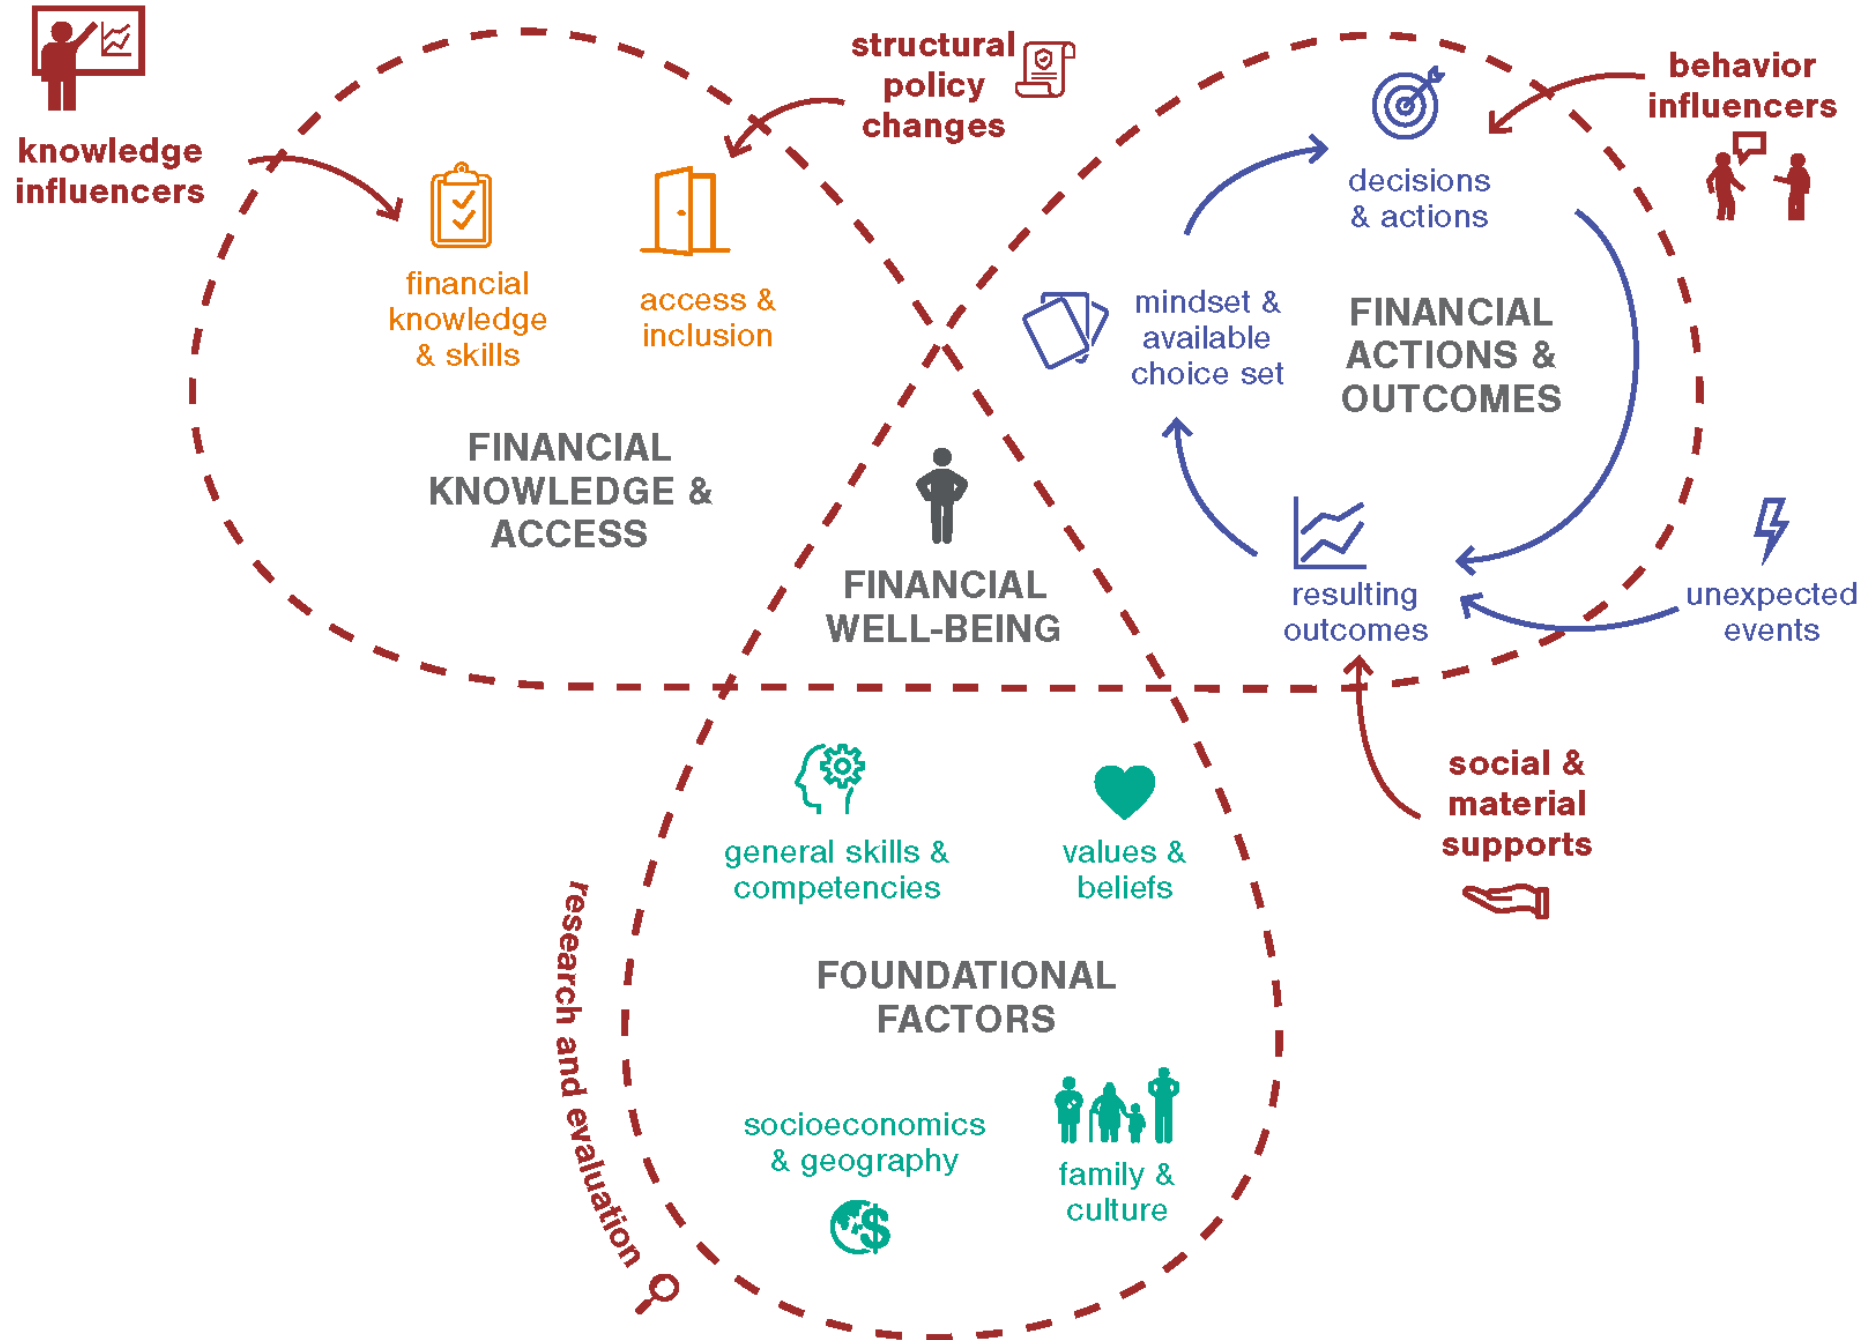 knowledge
influencers
structural
policy
changes
behavior
influencers
financial
knowledge
& skills
access &
inclusion
FINANCIAL
KNOWLEDGE &
ACCESS
decisions
& actions
mindset &
available
choice set
FINANCIAL
ACTIONS &
OUTCOMES
resulting
outcomes
unexpected
events
FINANCIAL
WELL-BEING
social &
material
supports
general skills &
competencies
values &
beliefs
FOUNDATIONAL
FACTORS
socioeconomics
& geography
family &
culture
research and evaluation